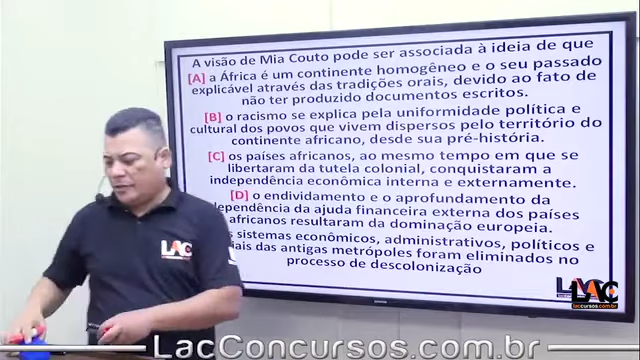 A visão de Mia Couto pode ser associada à ideia de que
[A] a África é um continente homogêneo e o seu passado
explicável através das tradições orais, devido ao fato de
não ter produzido documentos escritos.
[B] o racismo se explica pela uniformidade política e
cultural dos povos que vivem dispersos pelo território do
continente africano, desde sua pré-história.
[C] os países africanos, ao mesmo tempo em que se
libertaram da tutela colonial, conquistaram a
independência econômica interna e externamente.
[D] o endividamento e o aprofundamento da
dependência da ajuda financeira externa dos países
africanos resultaram da dominação europeia.
sistemas econômicos, administrativos, políticos e
das antigas metrópoles foram eliminados no
processo de descolonização
LAC
LAC
laccursos.com.br
LacConcursos.com.br